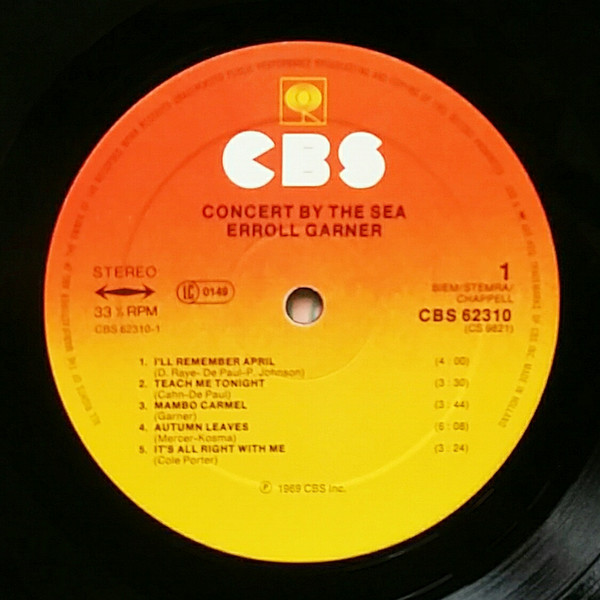 CBS
CONCERT BY THE SEA
ERROLL GARNER
STEREO
33 ⅓ RPM
CBS 62310-1
LC 0149
1
BIEM/STEMRA/
CHAPPELL
CBS 62310
(CS 9821)
1. I'LL REMEMBER APRIL (4 : 00)
(D. Raye- De Paul-P. Johnson)
2. TEACH ME TONIGHT (3 : 30)
(Cahn-De Paul)
3. MAMBO CARMEL (3 : 44)
(Garner)
4. AUTUMN LEAVES (6 : 08)
(Mercer-Kosma)
5. IT'S ALL RIGHT WITH ME (3 : 24)
(Cole Porter)
℗ 1969 CBS Inc.
MADE IN HOLLAND